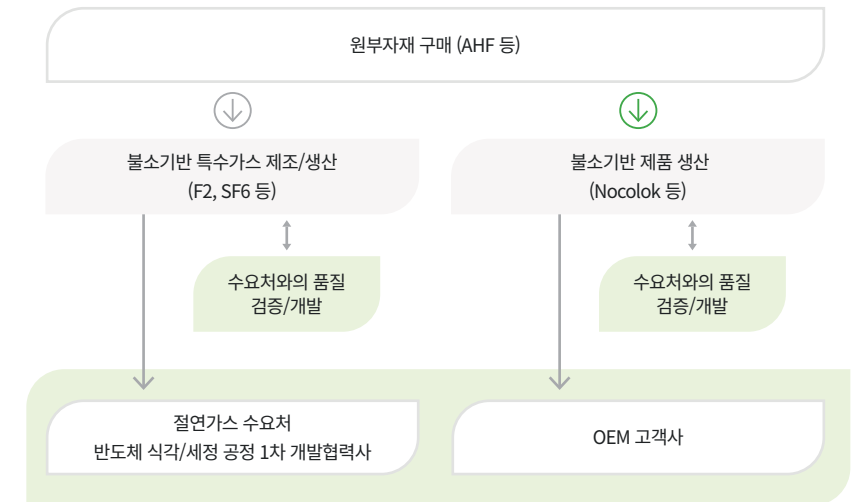 원부자재 구매 (AHF 등)
불소기반 특수가스 제조/생산
(F2, SF6 등)
불소기반 제품 생산
(Nocolok 등)
수요처와의 품질
검증/개발
수요처와의 품질
검증/개발
절연가스 수요처
반도체 식각/세정 공정 1차 개발협력사
OEM 고객사